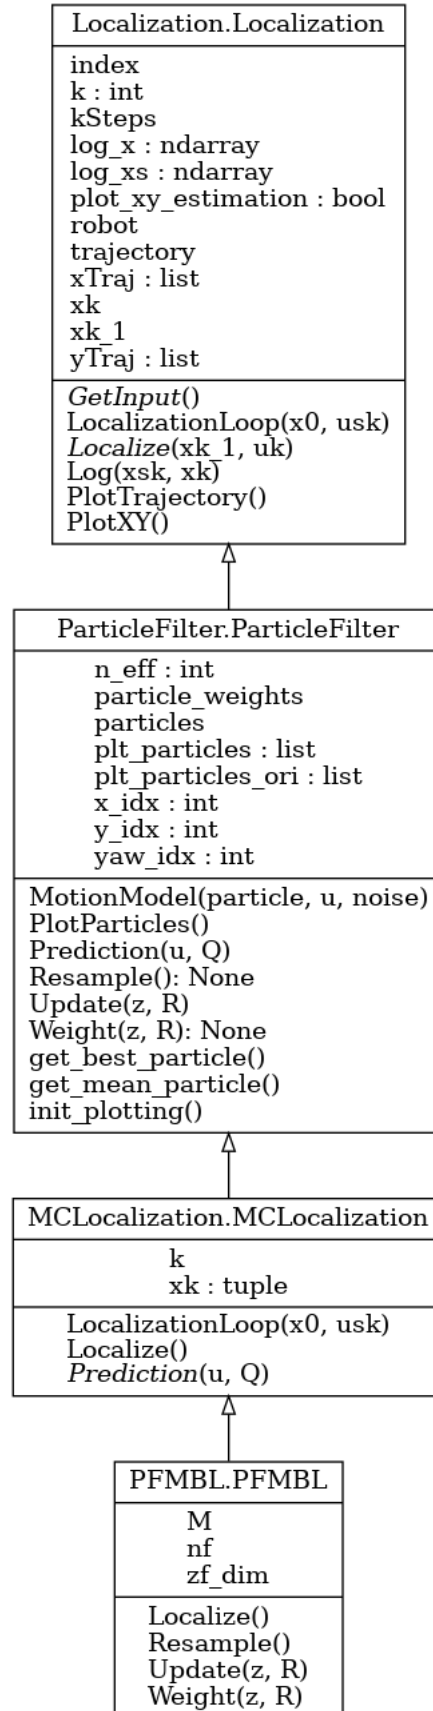 Localization.Localization
index
k : int
kSteps
log_x : ndarray
log_xs : ndarray
plot_xy_estimation : bool
robot
trajectory
xTraj : list
xk
xk_1
yTraj : list
GetInput()
LocalizationLoop(x0, usk)
Localize(xk_1, uk)
Log(xsk, xk)
PlotTrajectory()
PlotXY()
ParticleFilter.ParticleFilter
n_eff : int
particle_weights
particles
plt_particles : list
plt_particles_ori : list
x_idx : int
y_idx : int
yaw_idx : int
MotionModel(particle, u, noise)
PlotParticles()
Prediction(u, Q)
Resample(): None
Update(z, R)
Weight(z, R): None
get_best_particle()
get_mean_particle()
init_plotting()
MCLocalization.MCLocalization
k
xk : tuple
LocalizationLoop(x0, usk)
Localize()
Prediction(u, Q)
PFMBL.PFMBL
M
nf
zf_dim
Localize()
Resample()
Update(z, R)
Weight(z, R)